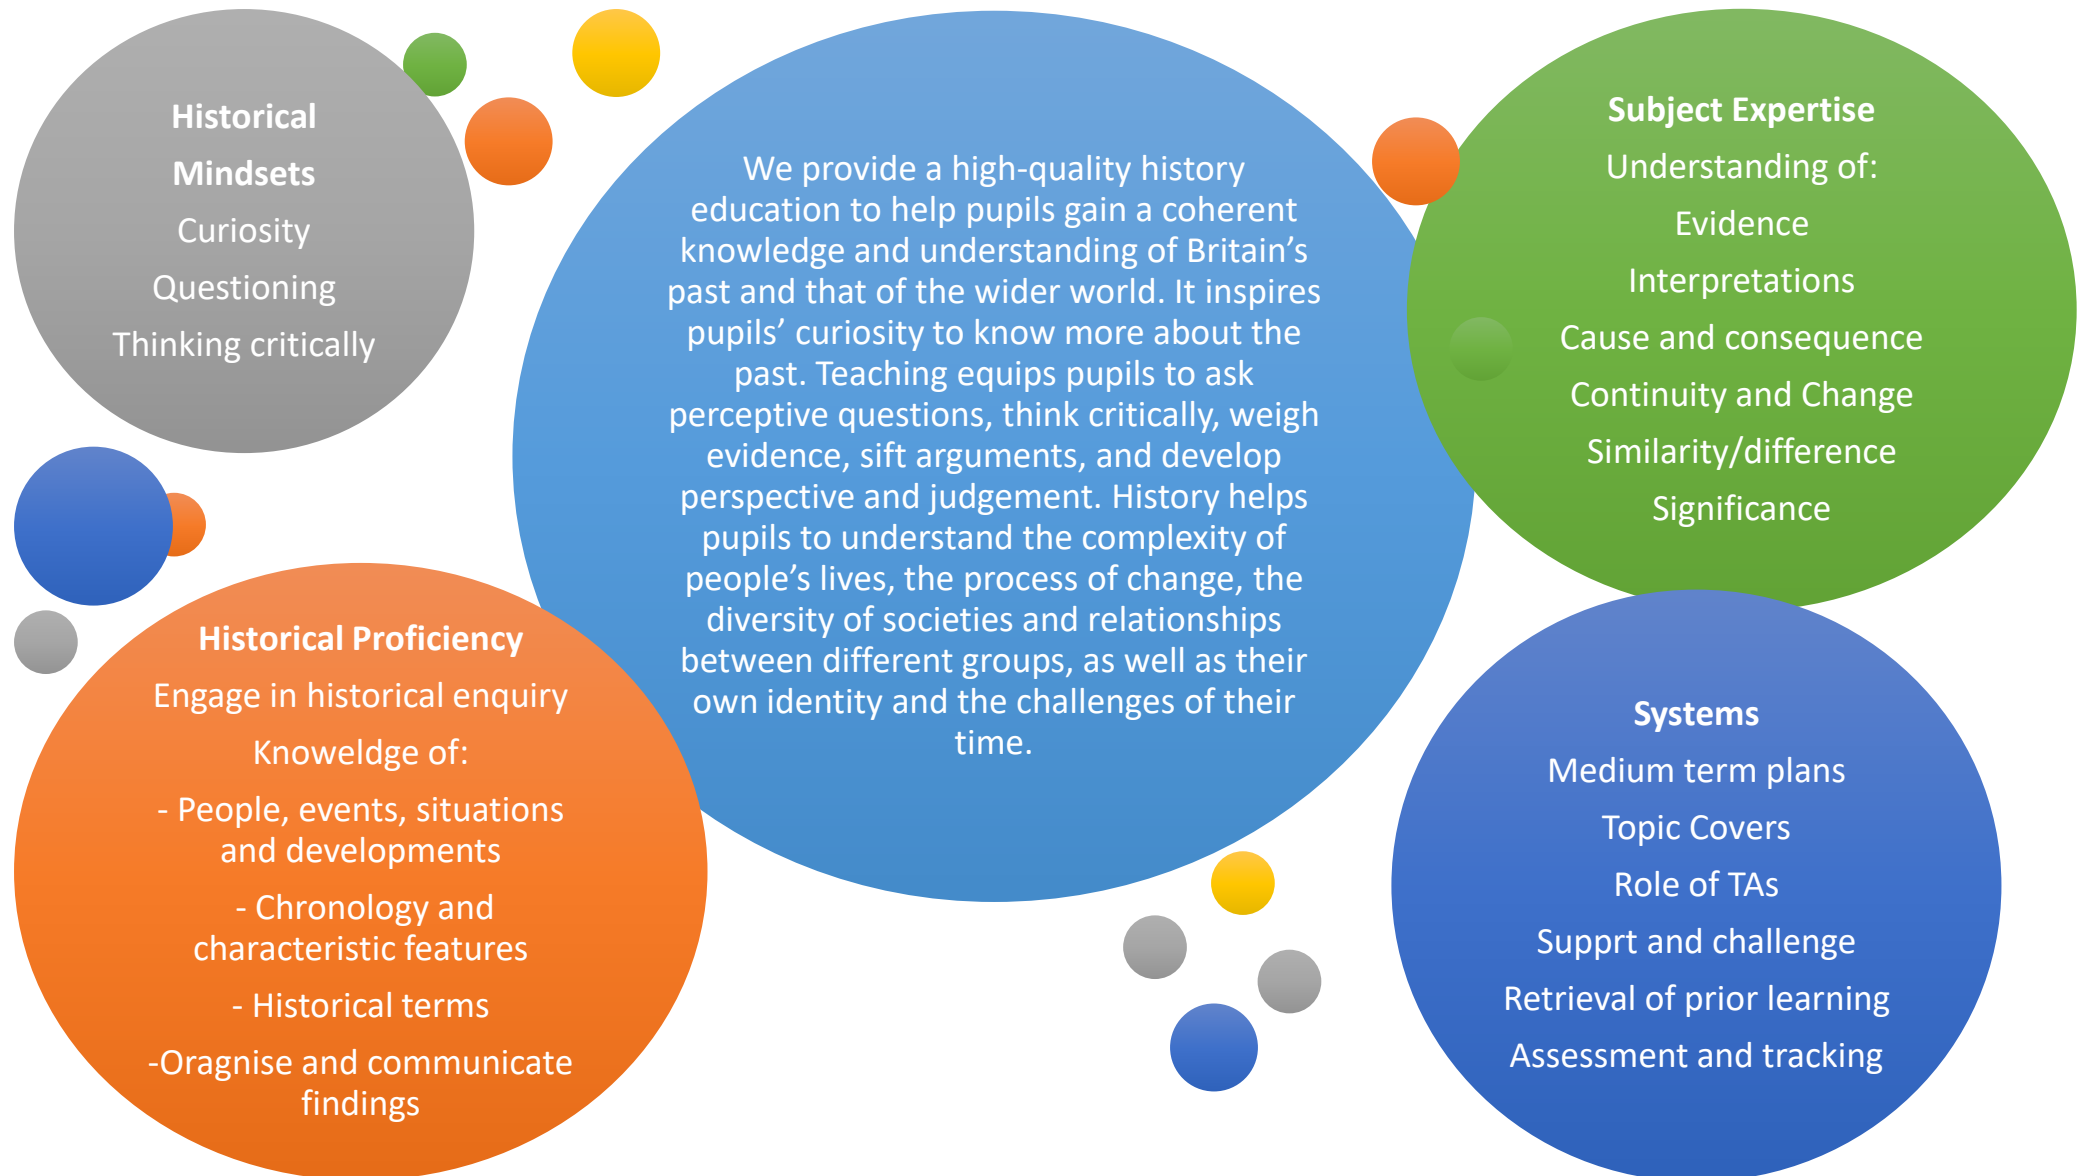 Historical
Mindsets
Curiosity
Questioning
Thinking critically
We provide a high-quality history
education to help pupils gain a coherent
knowledge and understanding of Britain’s
past and that of the wider world. It inspires
pupils’ curiosity to know more about the
past. Teaching equips pupils to ask
perceptive questions, think critically, weigh
evidence, sift arguments, and develop
perspective and judgement. History helps
pupils to understand the complexity of
people’s lives, the process of change, the
diversity of societies and relationships
between different groups, as well as their
own identity and the challenges of their
time.
Subject Expertise
Understanding of:
Evidence
Interpretations
Cause and consequence
Continuity and Change
Similarity/difference
Significance
Historical Proficiency
Engage in historical enquiry
Knoweldge of:
- People, events, situations
and developments
- Chronology and
characteristic features
- Historical terms
-Oragnise and communicate
findings
Systems
Medium term plans
Topic Covers
Role of TAs
Supprt and challenge
Retrieval of prior learning
Assessment and tracking